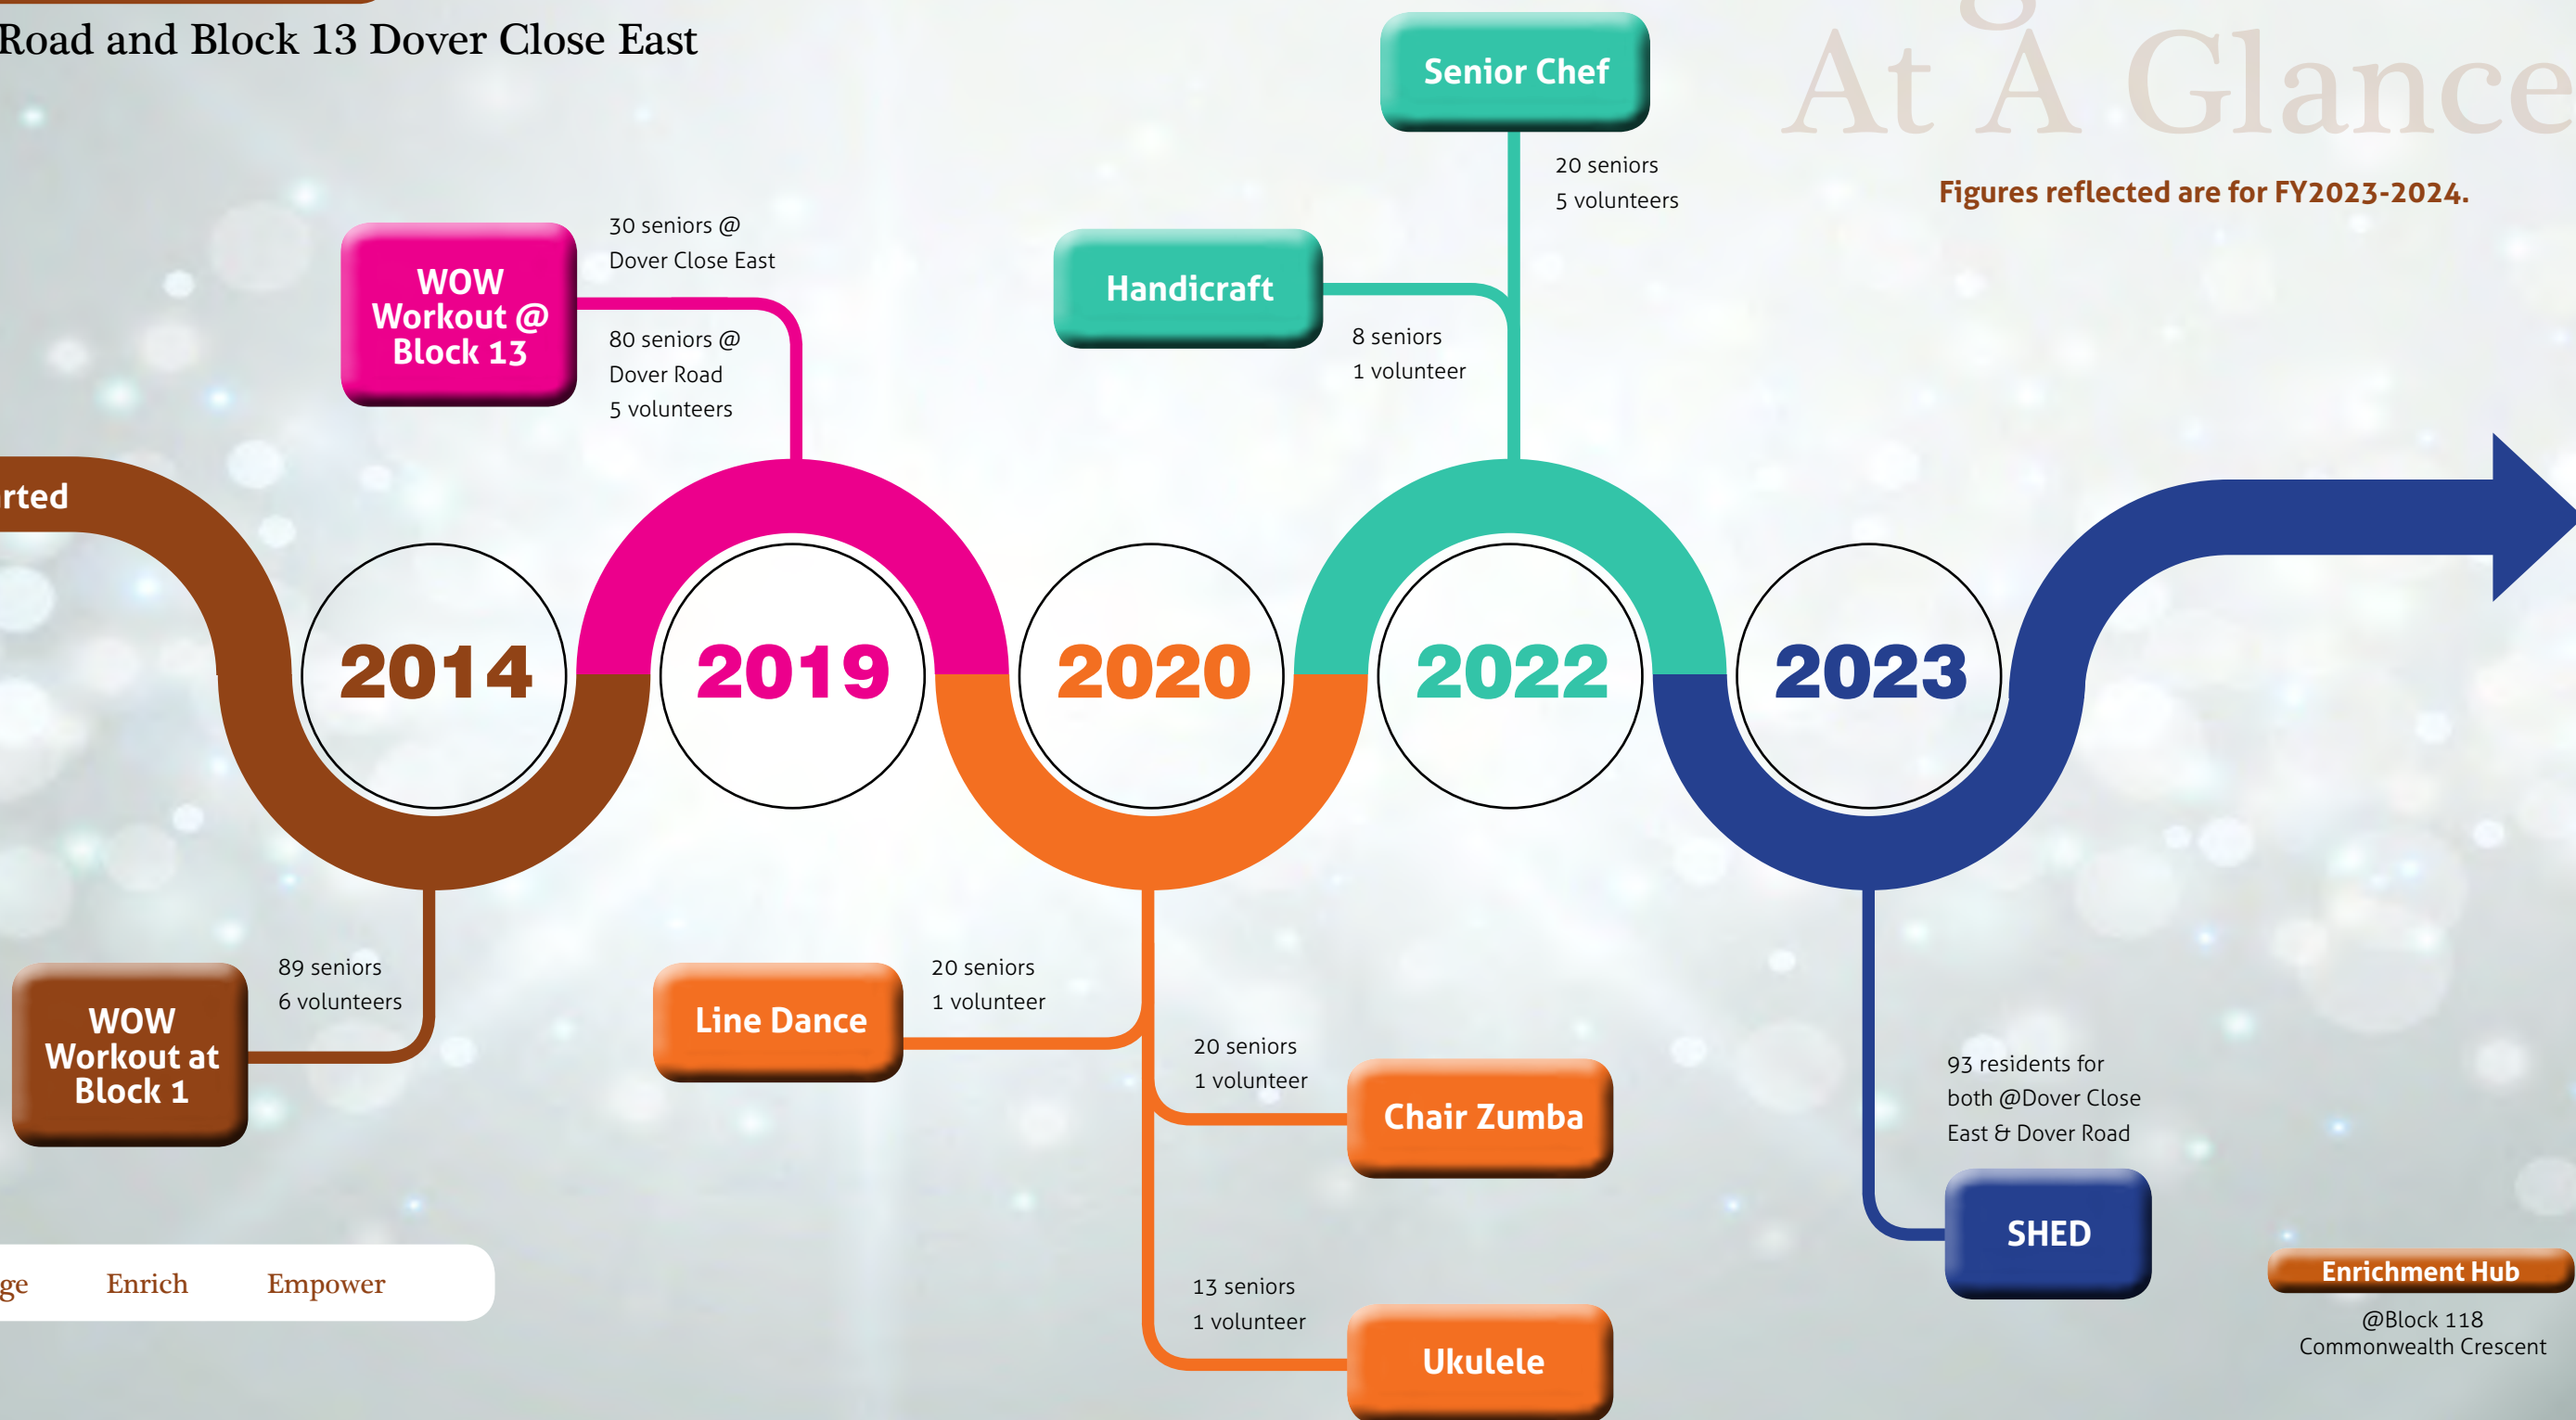 Road and Block 13 Dover Close East
At A Glance
Figures reflected are for FY2023-2024.
Senior Chef
20 seniors
5 volunteers
WOW
Workout @
Block 13
30 seniors @
Dover Close East
80 seniors @
Dover Road
5 volunteers
Handicraft
8 seniors
1 volunteer
rted
2014
2019
2020
2022
2023
WOW
Workout at
Block 1
89 seniors
6 volunteers
Line Dance
20 seniors
1 volunteer
20 seniors
1 volunteer
Chair Zumba
13 seniors
1 volunteer
Ukulele
93 residents for
both @Dover Close
East & Dover Road
SHED
ge Enrich Empower
Enrichment Hub
@Block 118
Commonwealth Crescent